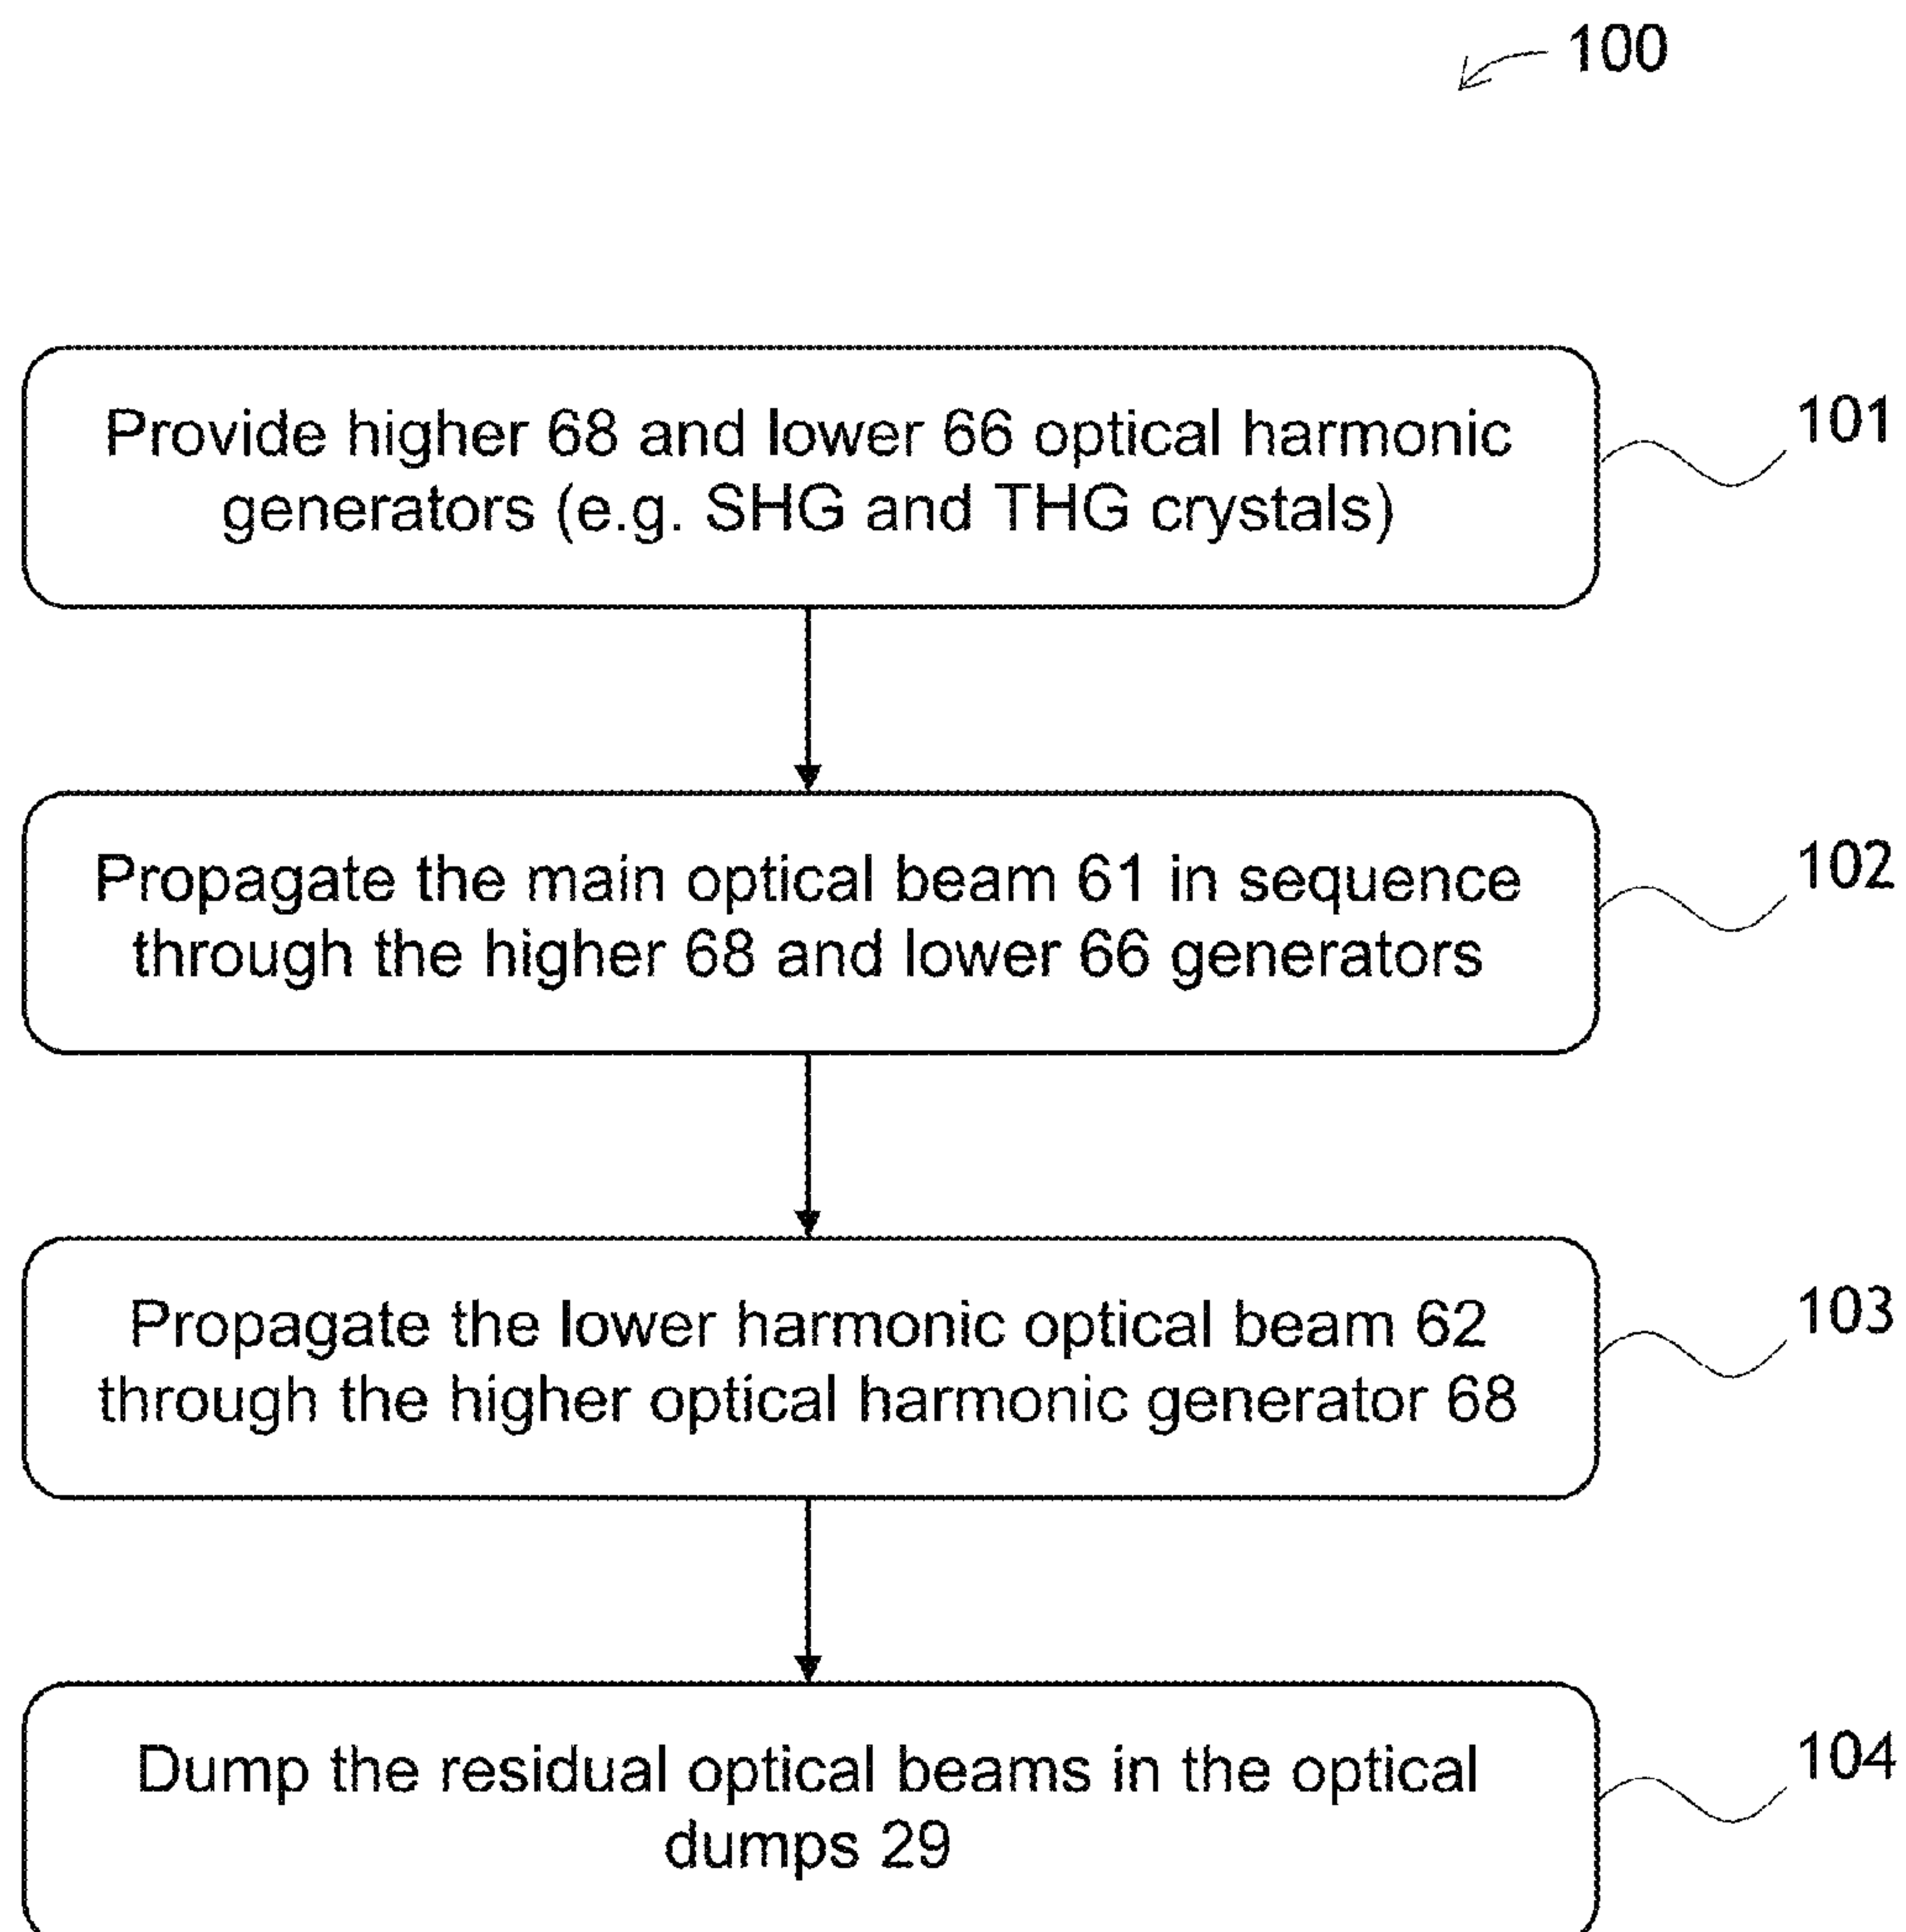 100
Provide higher 68 and lower 66 optical harmonic
generators (e.g. SHG and THG crystals)
101
Propagate the main optical beam 61 in sequence
through the higher 68 and lower 66 generators
102
Propagate the lower harmonic optical beam 62
through the higher optical harmonic generator 68
103
Dump the residual optical beams in the optical
dumps 29
104